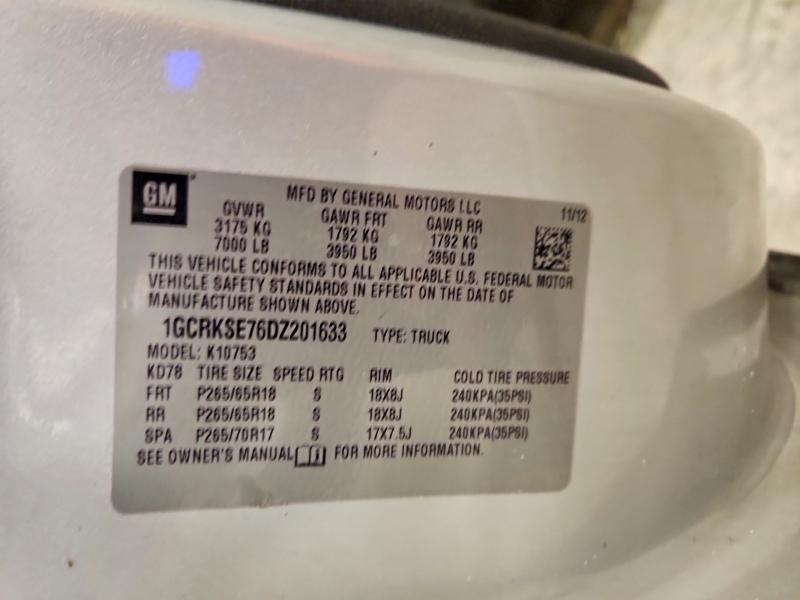 GM
MFD BY GENERAL MOTORS LLC
11/12
GVWR GAWR FRT GAWR RR
3175 KG 1792 KG 1792 KG
7000 LB 3950 LB 3950 LB
THIS VEHICLE CONFORMS TO ALL APPLICABLE U.S. FEDERAL MOTOR
VEHICLE SAFETY STANDARDS IN EFFECT ON THE DATE OF
MANUFACTURE SHOWN ABOVE.
1GCRKSE76DZ201633 TYPE: TRUCK
MODEL: K10753
KD78 TIRE SIZE SPEED RTG RIM COLD TIRE PRESSURE
FRT P265/65R18 S 18X8J 240KPA(35PSI)
RR P265/65R18 S 18X8J 240KPA(35PSI)
SPA P265/70R17 S 17X7.5J 240KPA(35PSI)
SEE OWNER'S MANUAL FOR MORE INFORMATION.